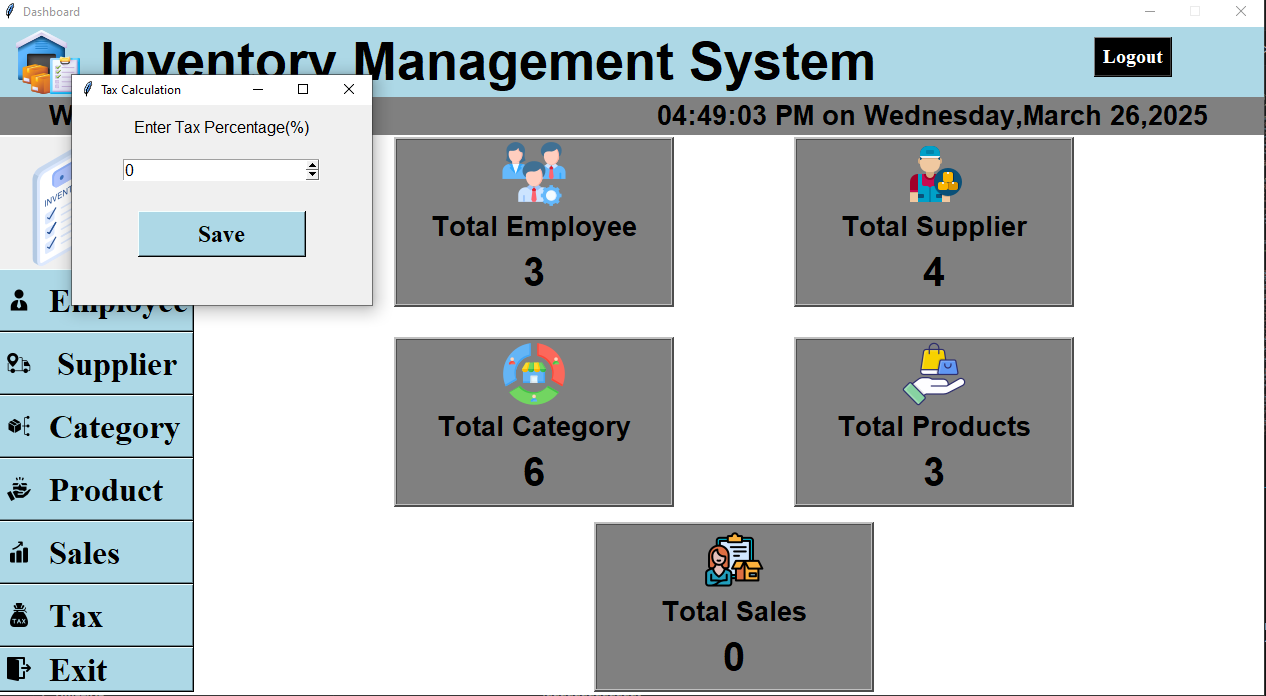 Dashboard
Inventory Management System
Logout
Tax Calculation
04:49:03 PM on Wednesday,March 26,2025
Enter Tax Percentage(%)
0
Save
Total Employee
3
Total Supplier
4
Employee
Supplier
Category
Product
Sales
Tax
TAX
Exit
Total Category
6
Total Products
3
Total Sales
0